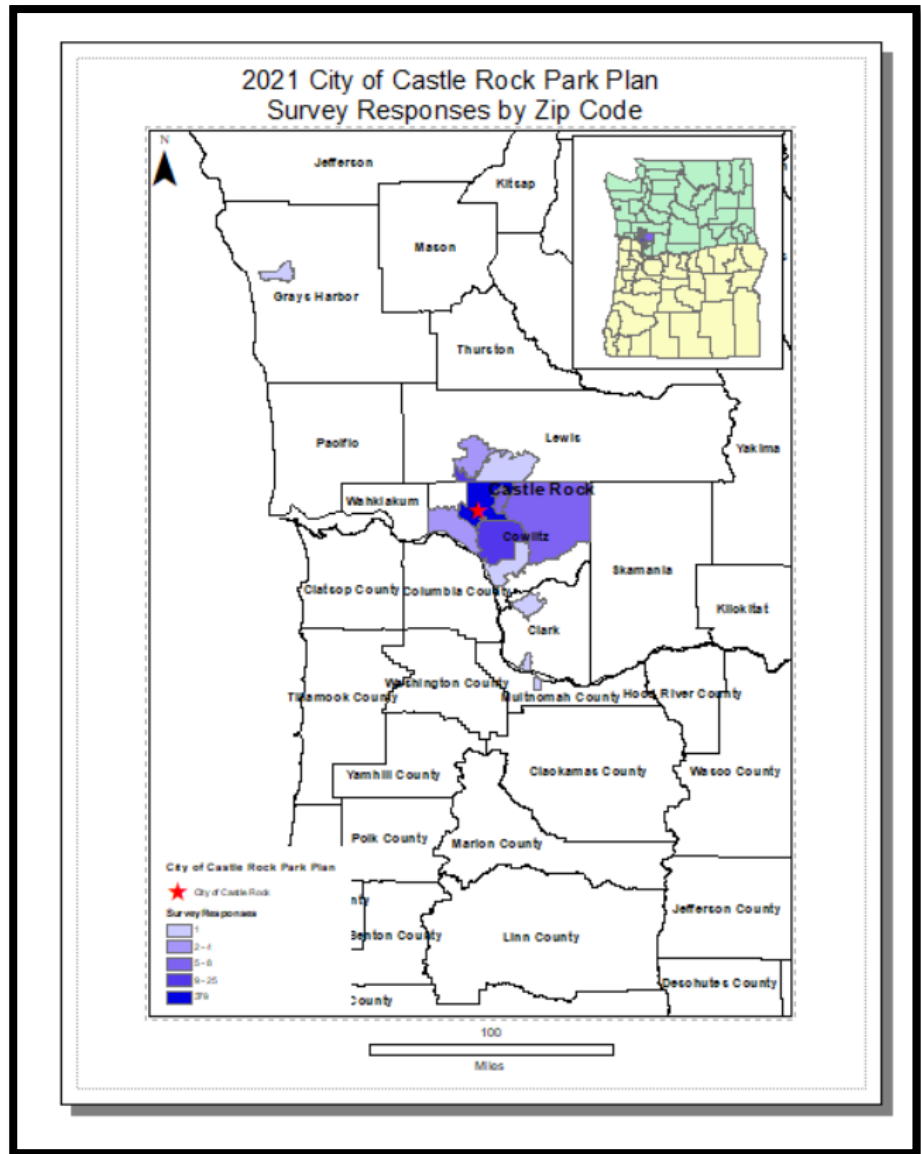 2021 City of Castle Rock Park Plan
Survey Responses by Zip Code
N
Jefferson
Kitsap
Mason
Grays Harbor
Thurston
Pacific
Lewis
Yakima
Castle Rock
Wahkiakum
Cowlitz
Skamania
Clatsop County
Columbia County
Klickitat
Clark
Washington County
Tillamook County
Multnomah County
Hood River County
Yamhill County
Clackamas County
Wasco County
Polk County
Marion County
City of Castle Rock Park Plan
City of Castle Rock
Survey Responses
1
2 - 4
5 - 8
9 - 25
379
nty
Benton County
Linn County
Jefferson County
County
Deschutes County
100
Miles